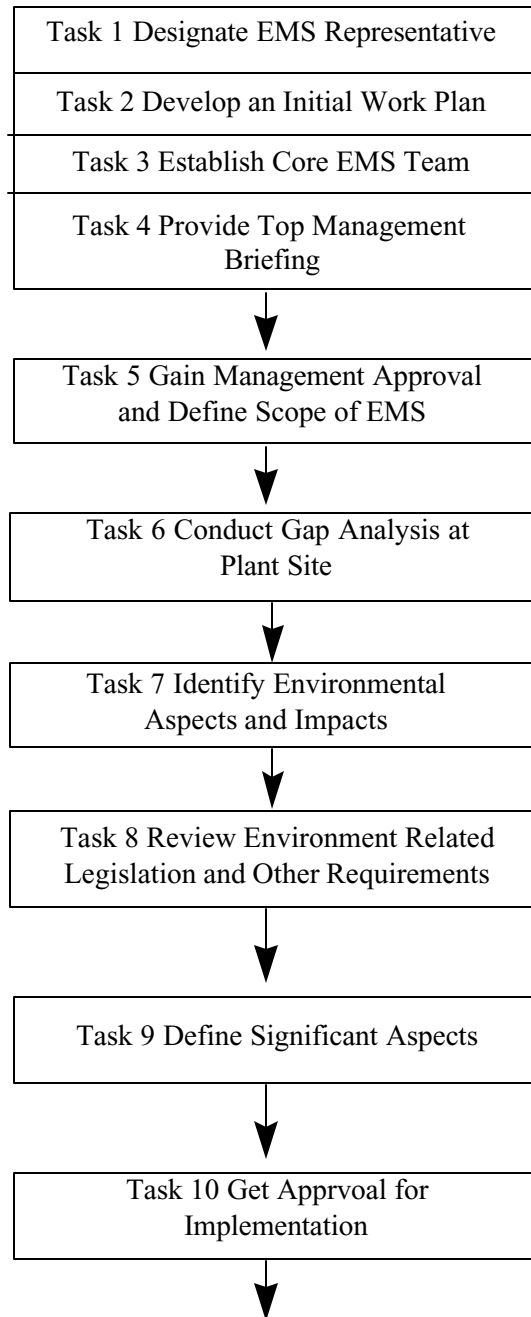 Task 1 Designate EMS Representative
Task 2 Develop an Initial Work Plan
Task 3 Establish Core EMS Team
Task 4 Provide Top Management
Briefing
Task 5 Gain Management Approval
and Define Scope of EMS
Task 6 Conduct Gap Analysis at
Plant Site
Task 7 Identify Environmental
Aspects and Impacts
Task 8 Review Environment Related
Legislation and Other Requirements
Task 9 Define Significant Aspects
Task 10 Get Apprvoal for
Implementation